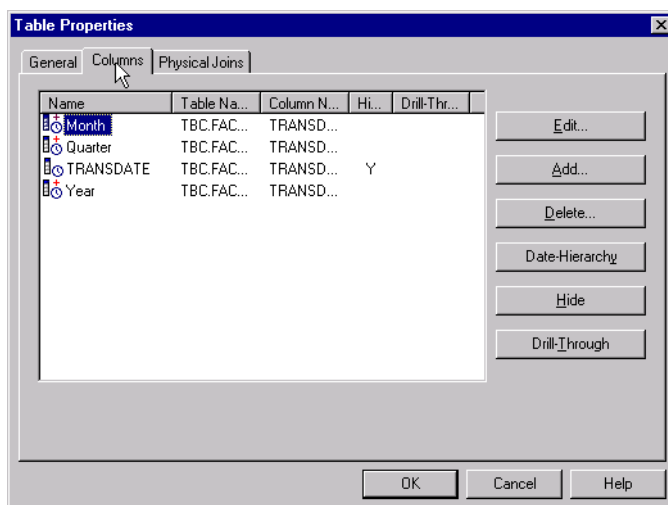 Table Properties
General Columns Physical Joins
Name Table Na... Column N... Hi... Drill-Thr...
Month TBC.FAC... TRANSD...
Quarter TBC.FAC... TRANSD...
TRANSDATE TBC.FAC... TRANSD... Y
Year TBC.FAC... TRANSD...
Edit...
Add...
Delete...
Date-Hierarchy
Hide
Drill-Through
OK Cancel Help